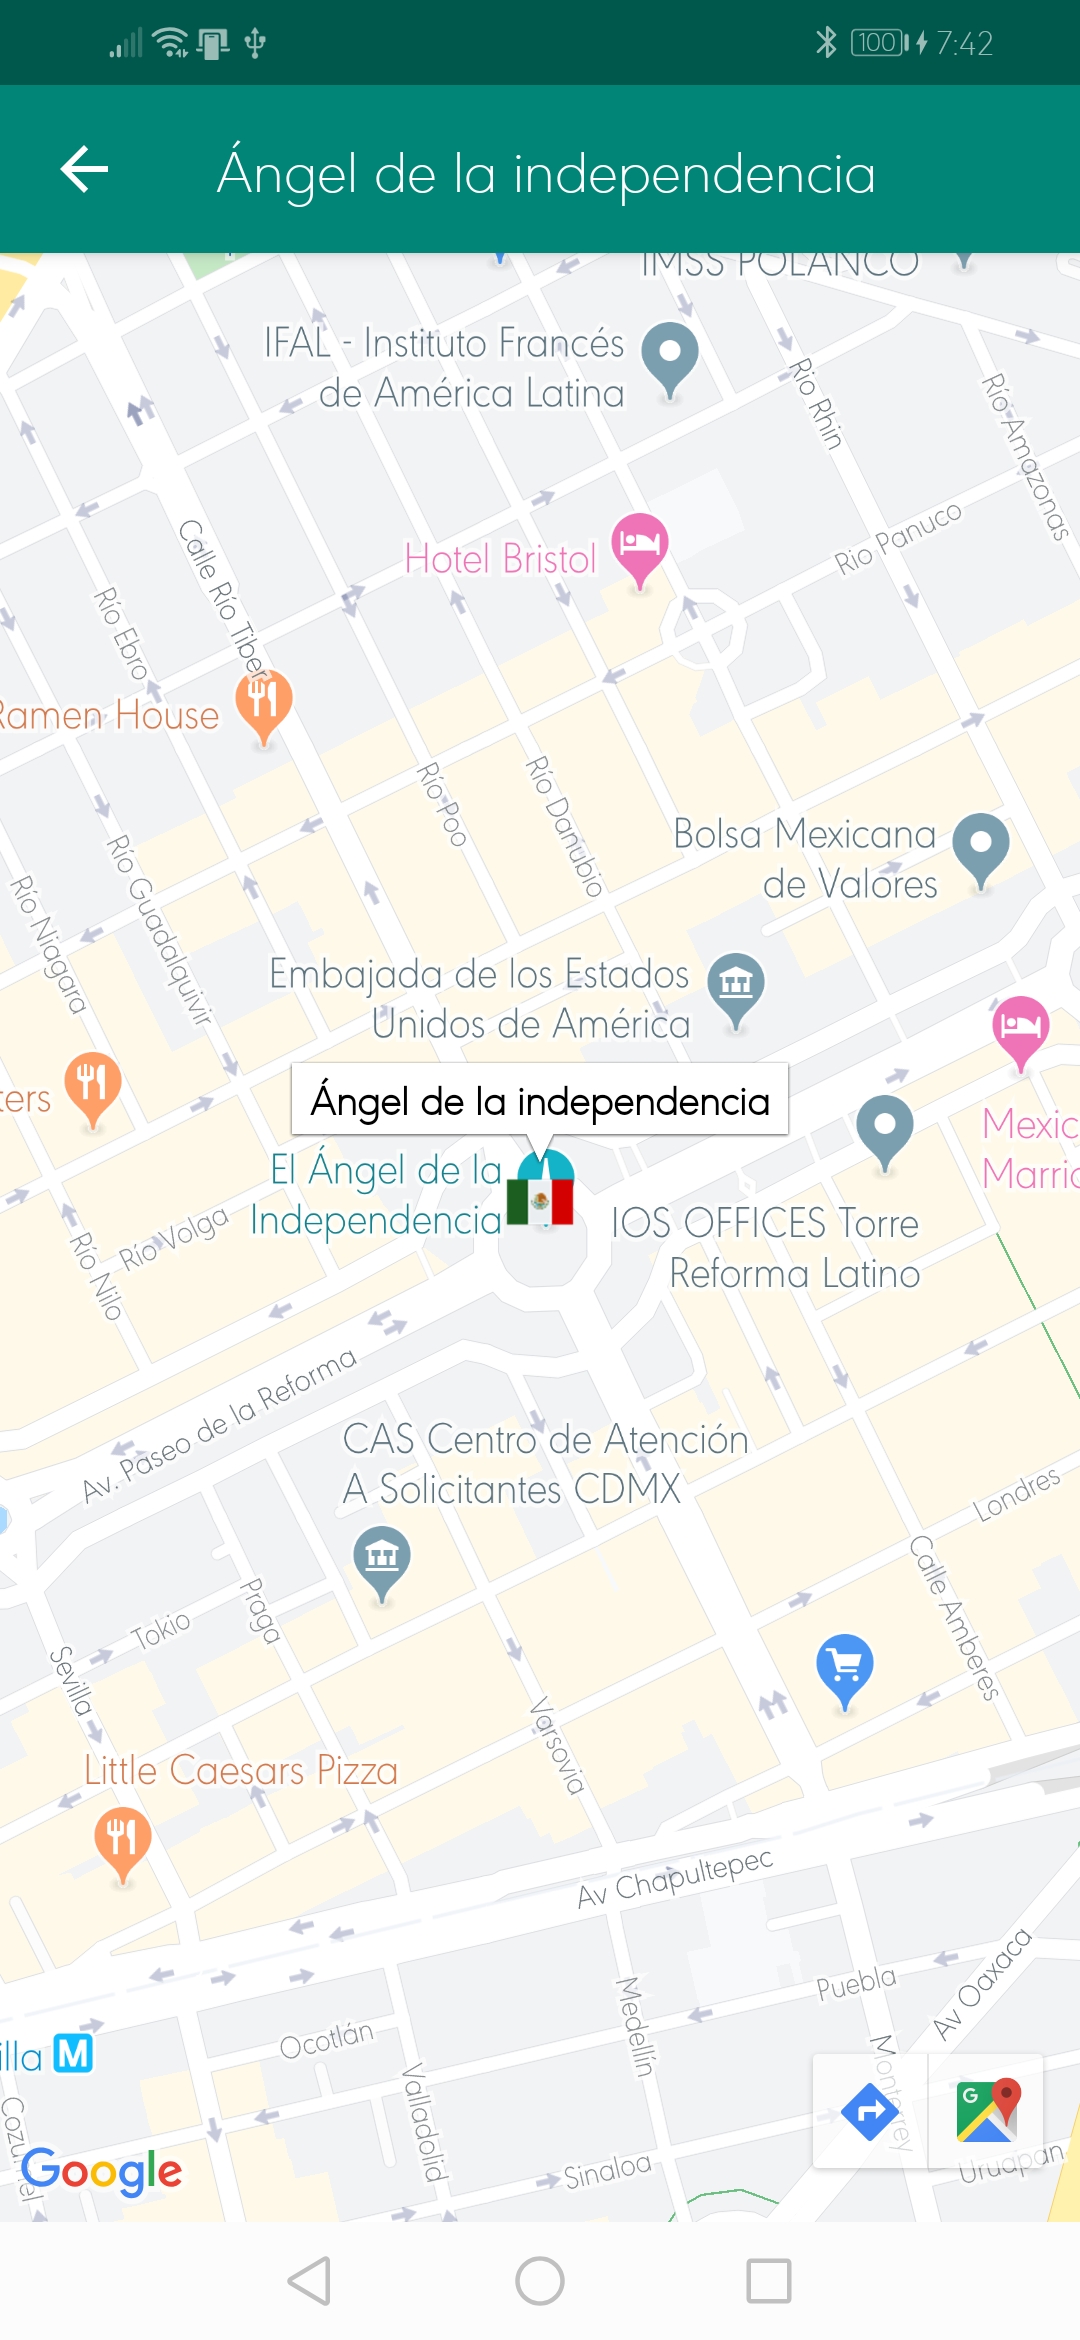 100
7:42
Ángel de la independencia
IMSS POLANCO
IFAL - Instituto Francés
de América Latina
Rio Rhin
Río Amazonas
Calle Río Tiber
Hotel Bristol
Rio Panuco
Río Ebro
Ramen House
Río Poo
Río Danubio
Río Guadalquivir
Río Niagara
Bolsa Mexicana
de Valores
Embajada de los Estados
Unidos de América
ters
Ángel de la independencia
El Ángel de la
Independencia
Mexic
Marrio
IOS OFFICES Torre
Reforma Latino
Río Volga
Río Nilo
Av. Paseo de la Reforma
CAS Centro de Atención
A Solicitantes CDMX
Londres
Calle Amberes
Praga
Tokio
Sevilla
Varsovia
Little Caesars Pizza
Av Chapultepec
Puebla
Av Oaxaca
Medellín
Ocotlán
illa M
Monterrey
Valladolid
Cozumel
Google
Sinaloa
G
Uruapan